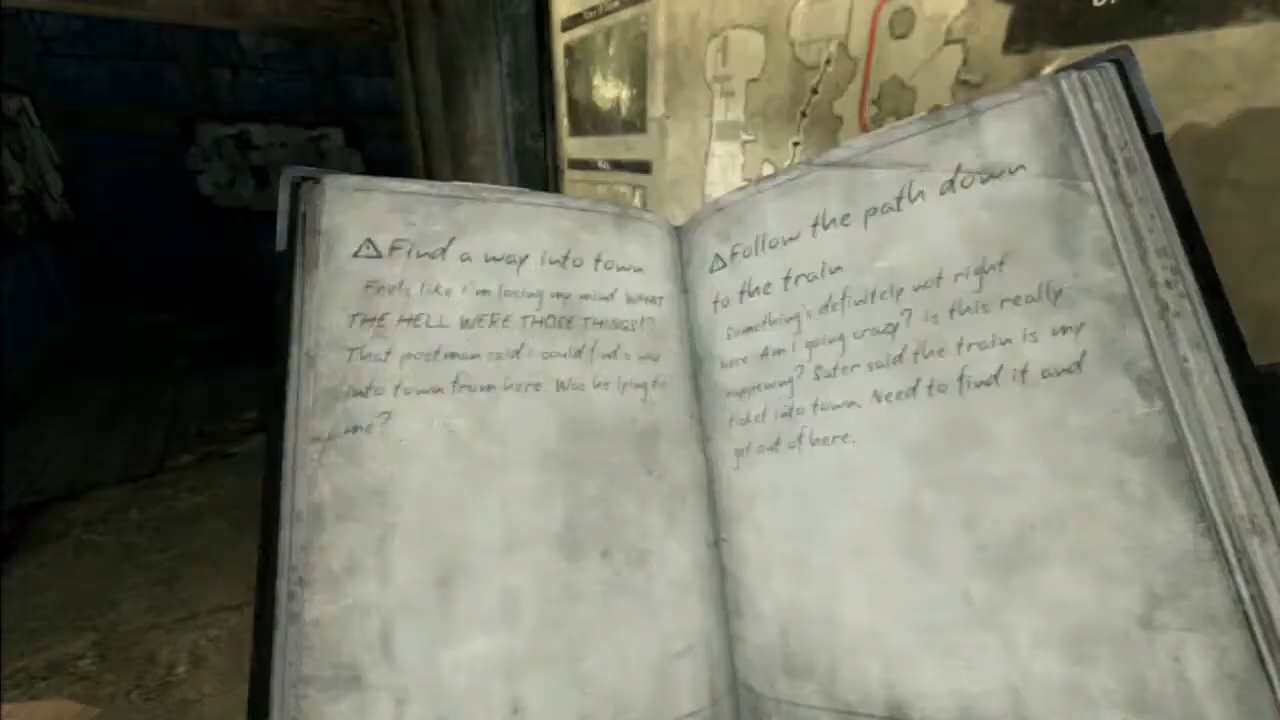 ⚠Find a way into town
Feels like i'm losing my mind WHAT
THE HELL WERE THOSE THINGS!?
That postman said i could find a way
into town from here. Was he lying to
me?
⚠Follow the path down
to the train
Something's definitely not right
here. Am i going crazy? is this really
happening? Suter said the train is my
ticket into town. Need to find it and
get out of here.